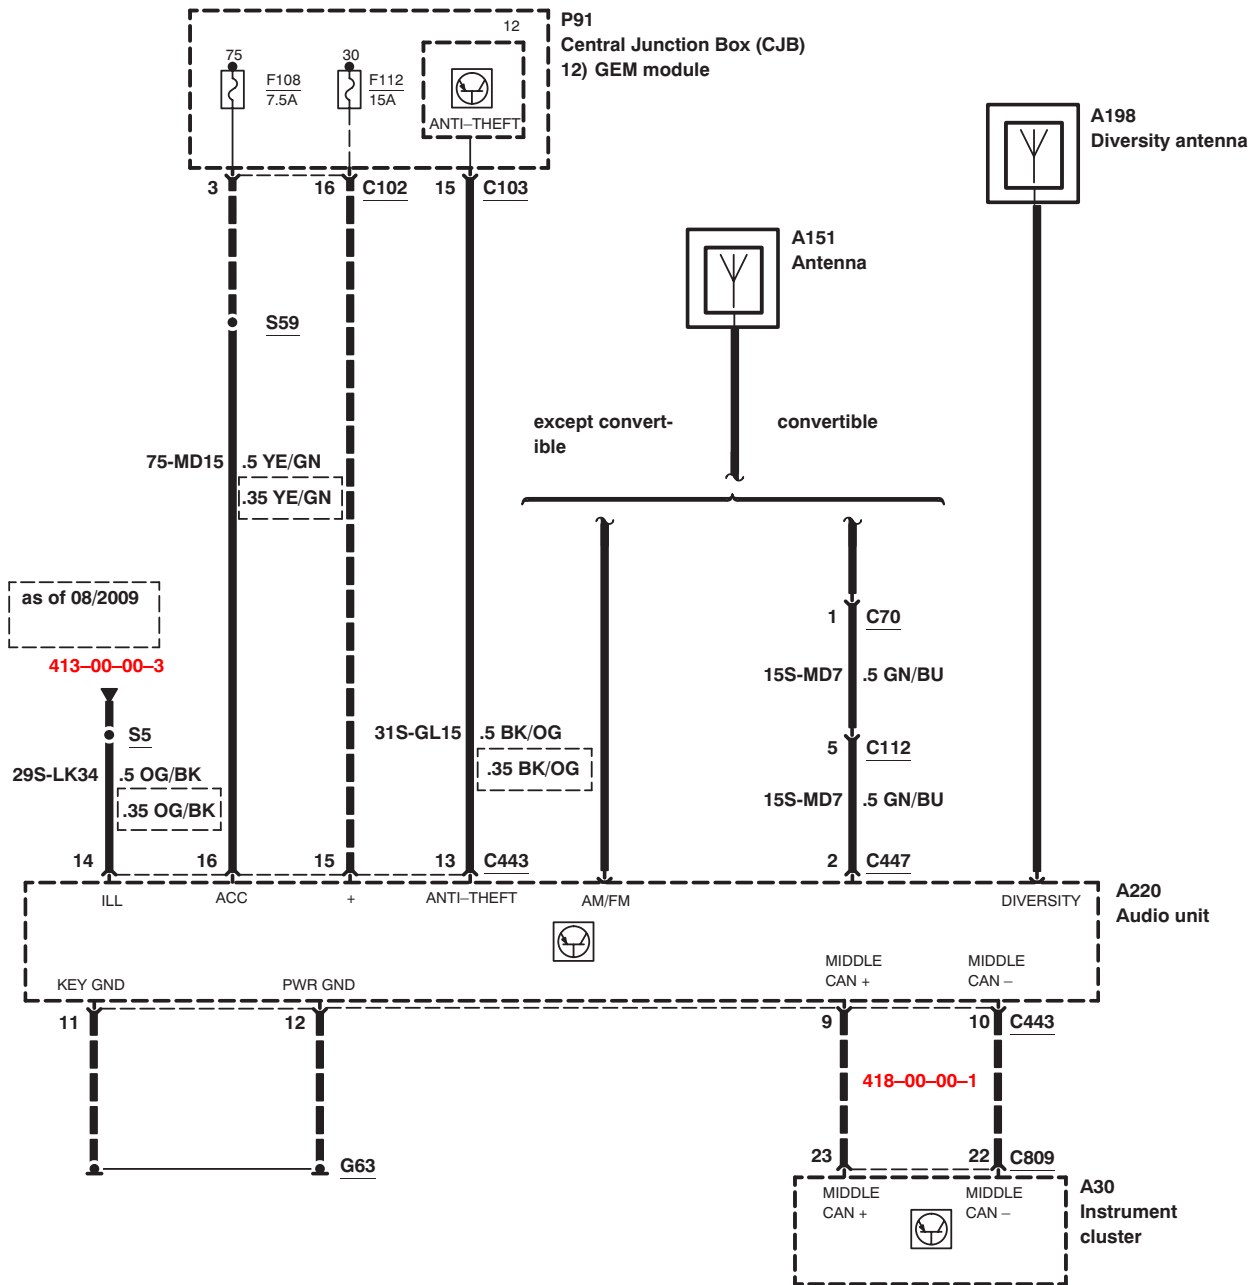 P91
Central Junction Box (CJB)
12) GEM module
12
75
30
F108
7.5A
F112
15A
ANTI–THEFT
A198
Diversity antenna
3
16
C102
15
C103
A151
Antenna
S59
except convert-
ible
convertible
75-MD15
.5 YE/GN
.35 YE/GN
as of 08/2009
413–00–00–3
1
C70
15S-MD7
.5 GN/BU
S5
31S-GL15
.5 BK/OG
.35 BK/OG
5
C112
29S-LK34
.5 OG/BK
.35 OG/BK
15S-MD7
.5 GN/BU
14
16
15
13
C443
2
C447
ILL
ACC
+
ANTI–THEFT
AM/FM
DIVERSITY
A220
Audio unit
KEY GND
PWR GND
MIDDLE
CAN +
MIDDLE
CAN –
11
12
9
10
C443
418–00–00–1
G63
23
22
C809
MIDDLE
CAN +
MIDDLE
CAN –
A30
Instrument
cluster